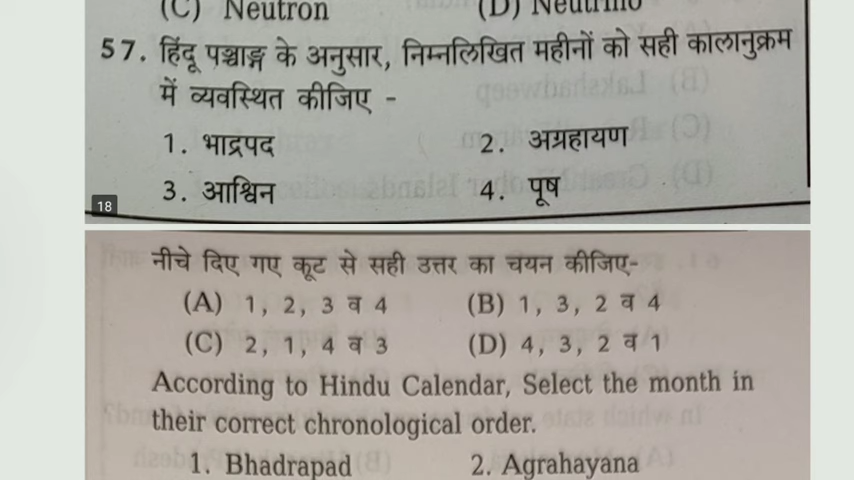 (C) Neutron (D) Neutrino
57. हिंदू पञ्चाङ्ग के अनुसार, निम्नलिखित महीनों को सही कालानुक्रम
में व्यवस्थित कीजिए -
1. भाद्रपद 2. अग्रहायण
3. आश्विन 4. पूष
18
नीचे दिए गए कूट से सही उत्तर का चयन कीजिए-
(A) 1, 2, 3 व 4 (B) 1, 3, 2 व 4
(C) 2, 1, 4 व 3 (D) 4, 3, 2 व 1
According to Hindu Calendar, Select the month in
their correct chronological order.
1. Bhadrapad 2. Agrahayana